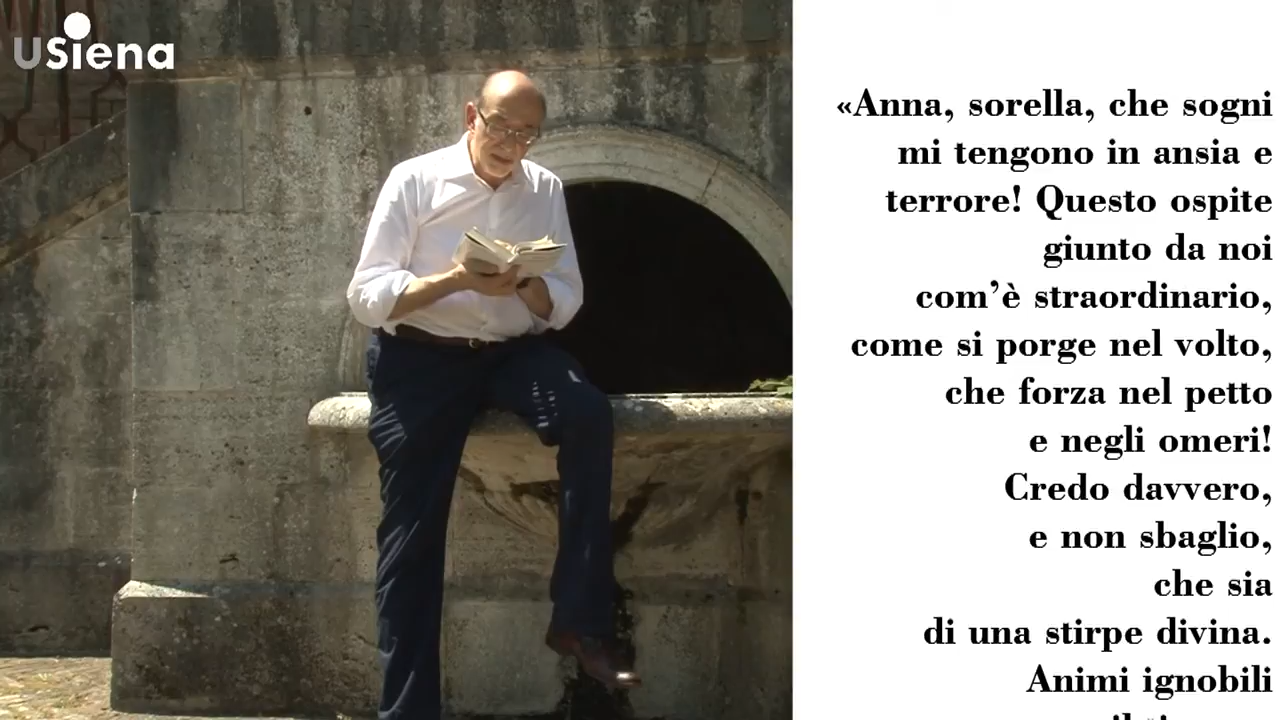 USiena
«Anna, sorella, che sogni
mi tengono in ansia e
terrore! Questo ospite
giunto da noi
com’è straordinario,
come si porge nel volto,
che forza nel petto
e negli omeri!
Credo davvero,
e non sbaglio,
che sia
di una stirpe divina.
Animi ignobili